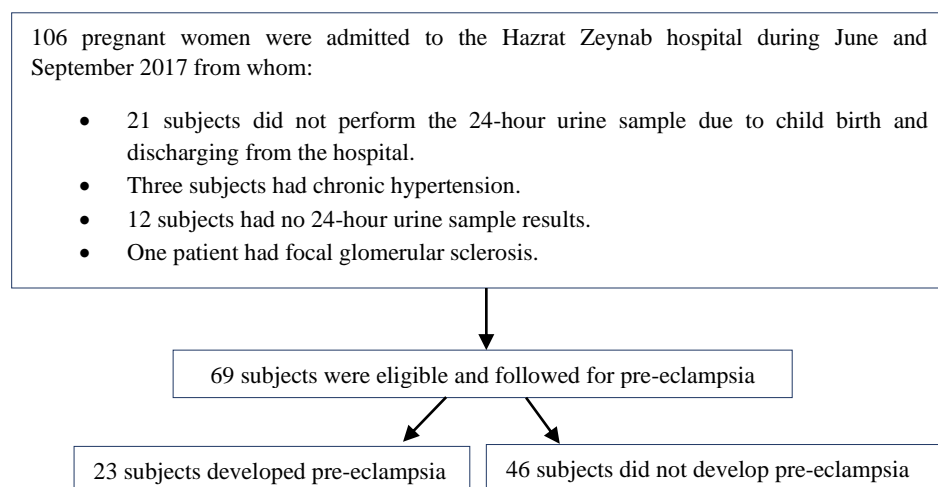 106 pregnant women were admitted to the Hazrat Zeynab hospital during June and
September 2017 from whom:
• 21 subjects did not perform the 24-hour urine sample due to child birth and
discharging from the hospital.
• Three subjects had chronic hypertension.
• 12 subjects had no 24-hour urine sample results.
• One patient had focal glomerular sclerosis.
69 subjects were eligible and followed for pre-eclampsia
23 subjects developed pre-eclampsia
46 subjects did not develop pre-eclampsia